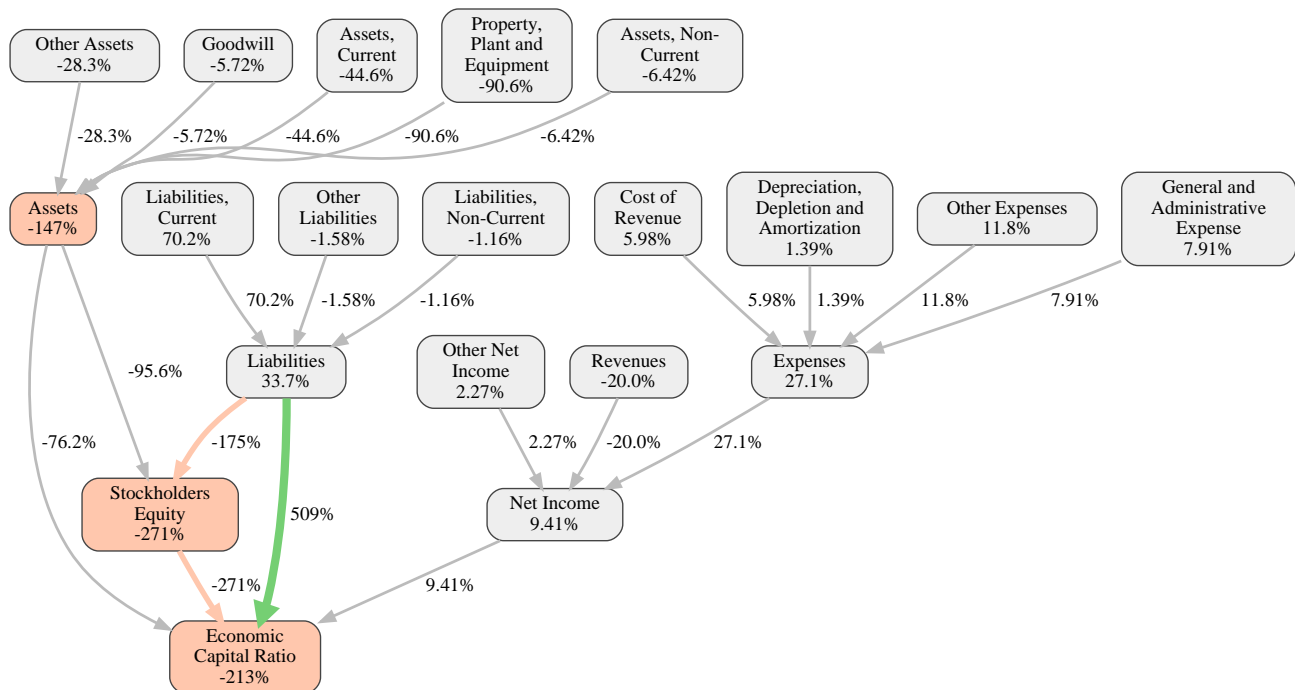 Other Assets
-28.3%
Goodwill
-5.72%
Assets,
Current
-44.6%
Property,
Plant and
Equipment
-90.6%
Assets, Non-
Current
-6.42%
-28.3%
-5.72%
-44.6%
-90.6%
-6.42%
Assets
-147%
Liabilities,
Current
70.2%
Other
Liabilities
-1.58%
Liabilities,
Non-Current
-1.16%
Cost of
Revenue
5.98%
Depreciation,
Depletion and
Amortization
1.39%
Other Expenses
11.8%
General and
Administrative
Expense
7.91%
70.2%
-1.58%
-1.16%
5.98%
1.39%
11.8%
7.91%
-95.6%
Liabilities
33.7%
Other Net
Income
2.27%
Revenues
-20.0%
Expenses
27.1%
-76.2%
-175%
2.27%
-20.0%
27.1%
Stockholders
Equity
-271%
509%
Net Income
9.41%
-271%
9.41%
Economic
Capital Ratio
-213%